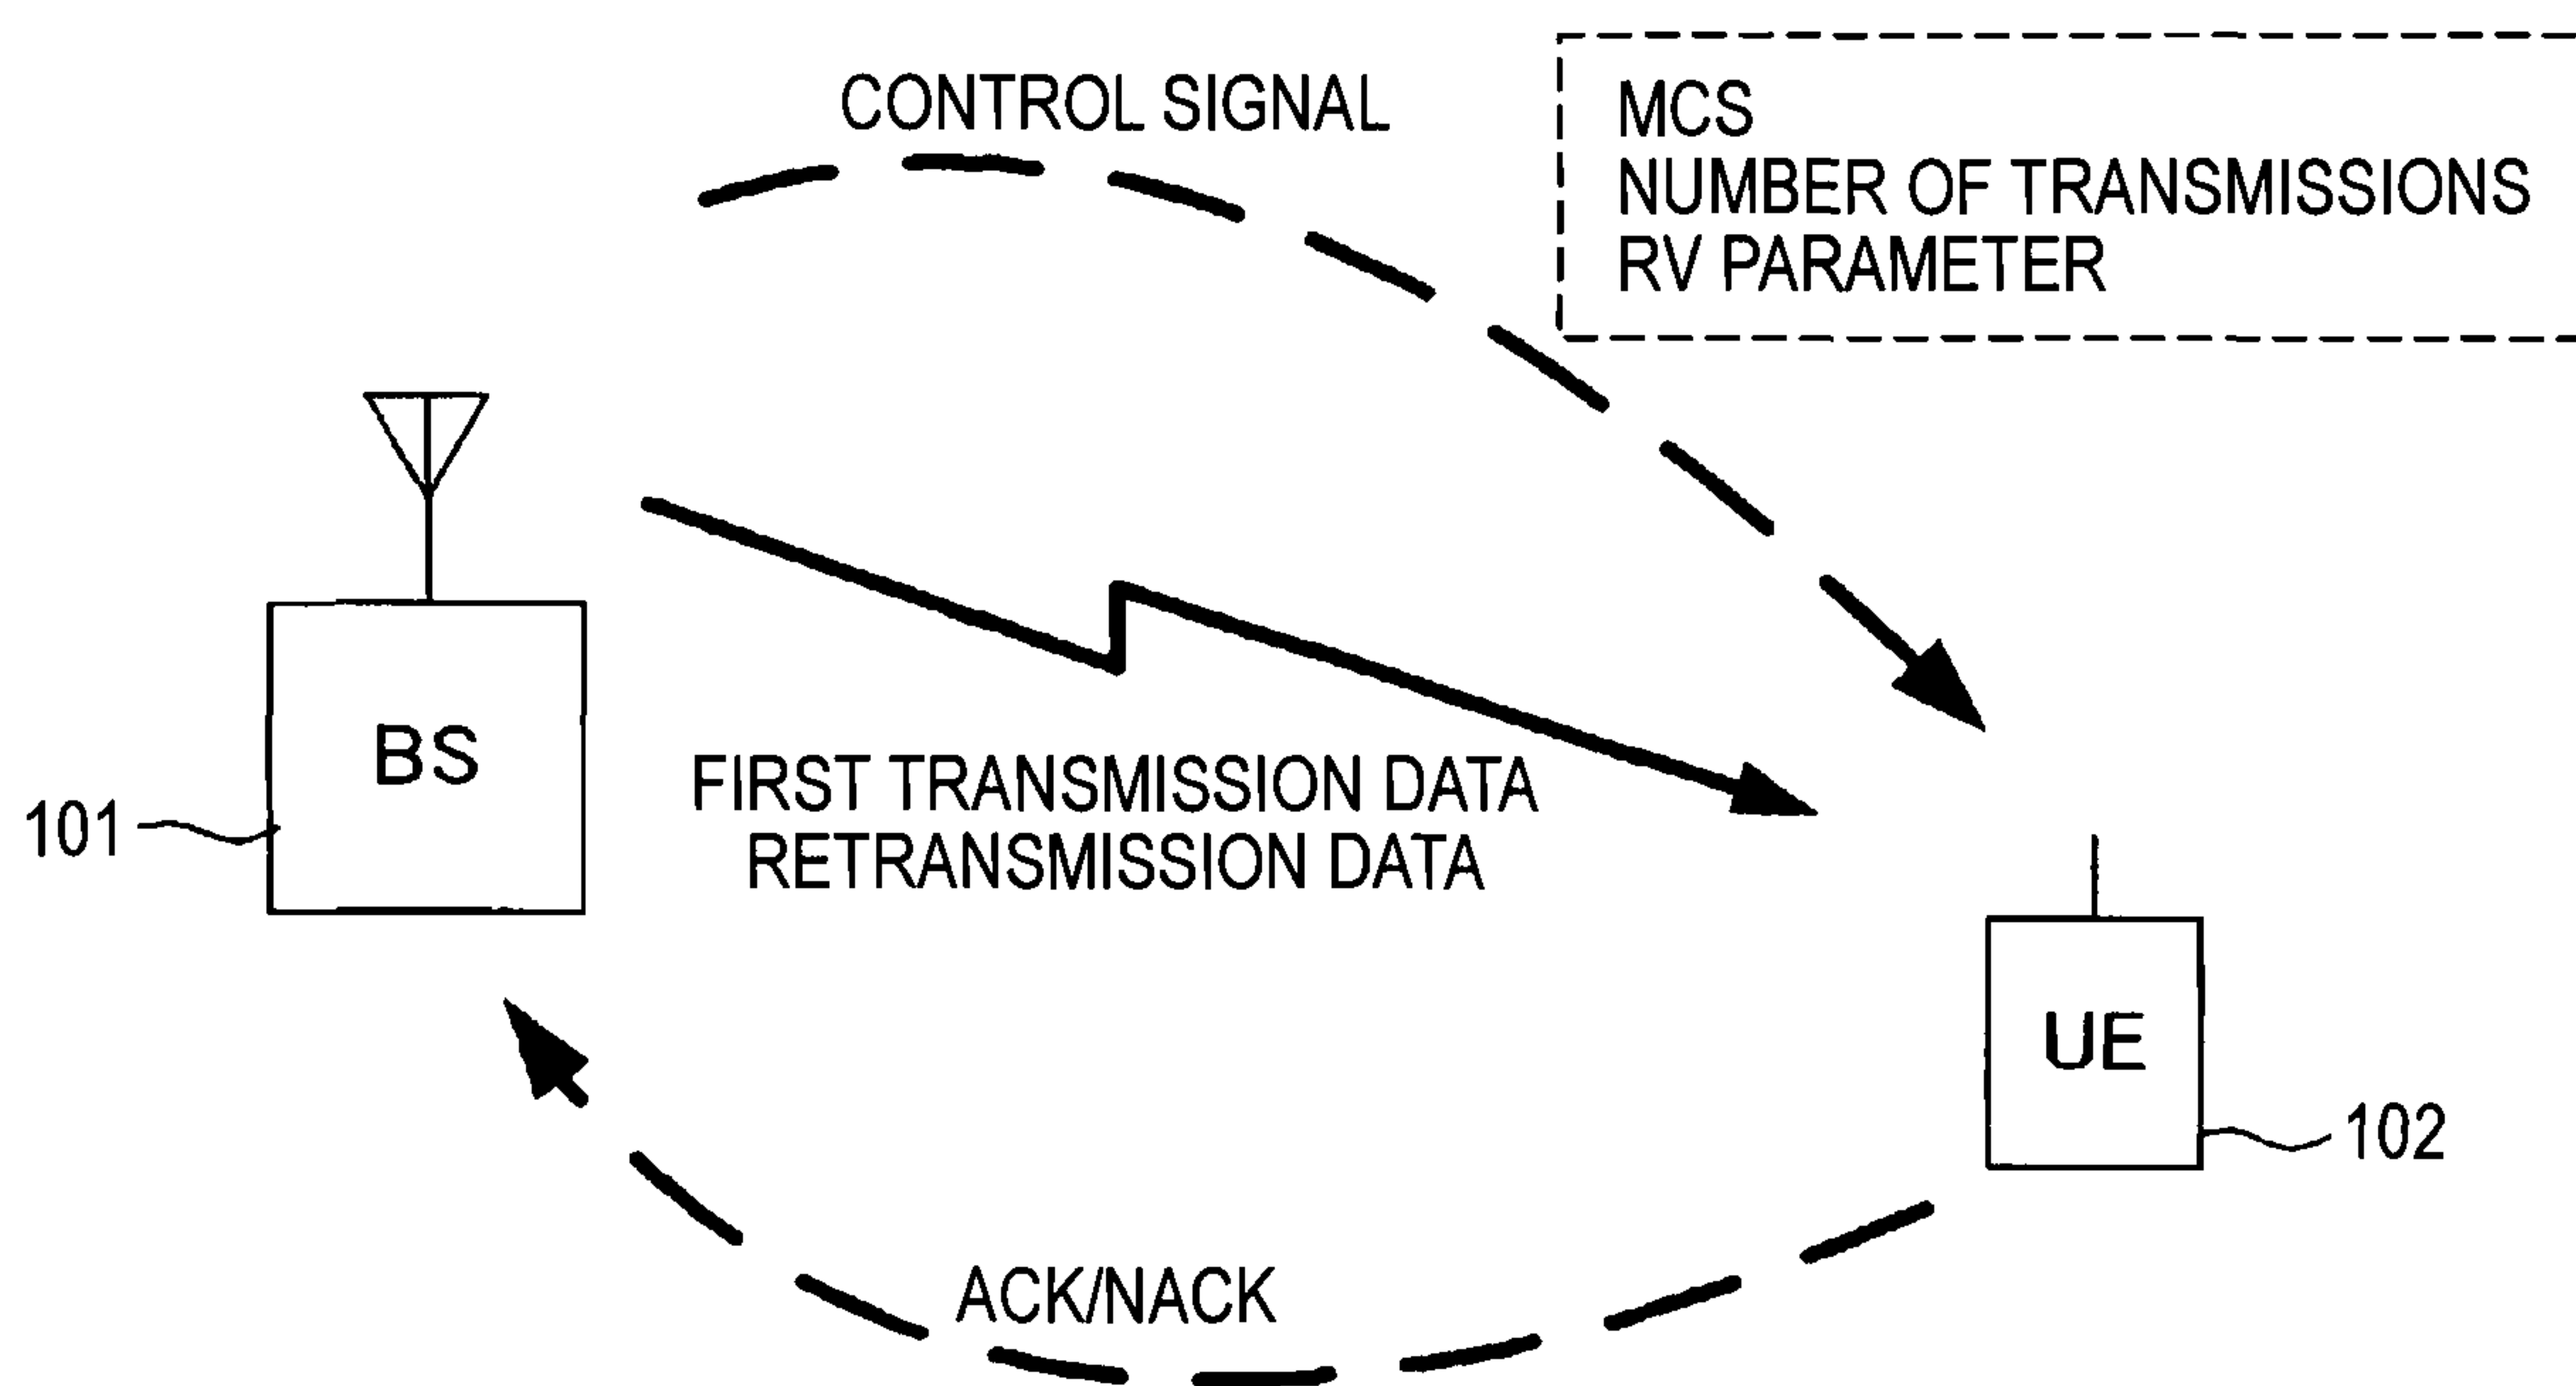 CONTROL SIGNAL
MCS
NUMBER OF TRANSMISSIONS
RV PARAMETER
BS
101
FIRST TRANSMISSION DATA
RETRANSMISSION DATA
UE
102
ACK/NACK